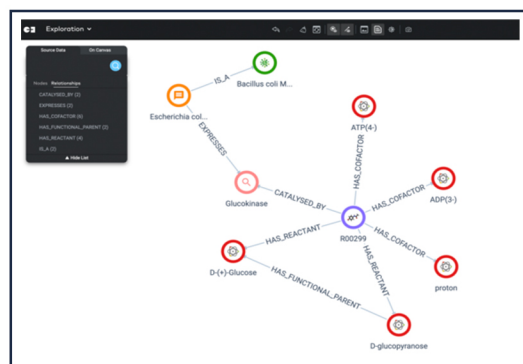 Exploration
Source Data On Canvas
Nodes Relationships
CATALYSED_BY (2)
EXPRESSES (2)
HAS_COFACTOR (6)
HAS_FUNCTIONAL_PARENT (2)
HAS_REACTANT (4)
IS_A (2)
Hide List
IS_A
Bacillus coli M...
Escherichia col...
EXPRESSES
ATP(4-)
HAS_COFACTOR
Glucokinase
CATALYSED_BY
HAS_COFACTOR
ADP(3-)
R00299
HAS_REACTANT
HAS_COFACTOR
D-(+)-Glucose
proton
HAS_REACTANT
HAS_FUNCTIONAL_PARENT
D-glucopyranose